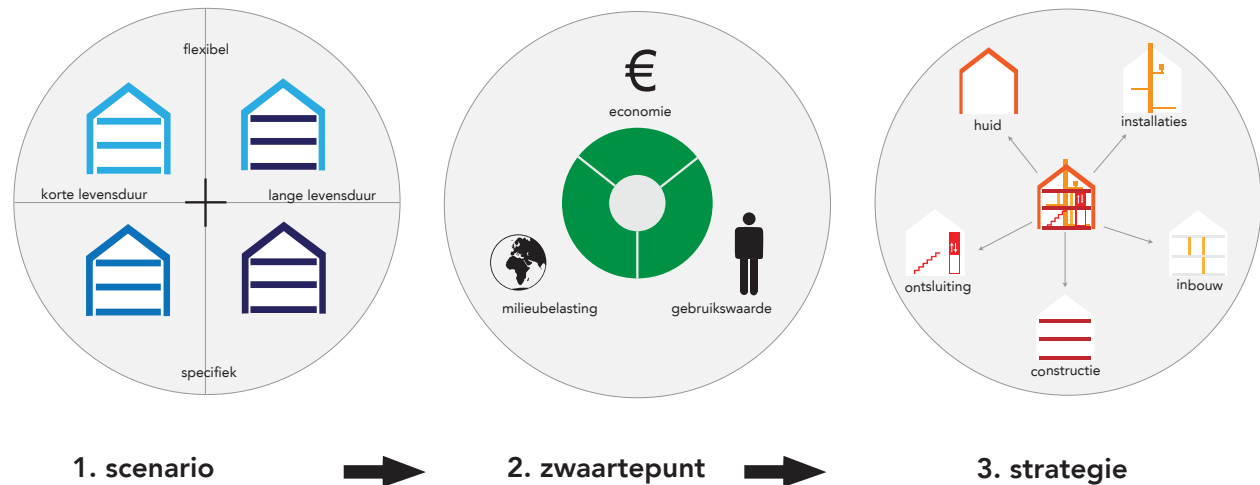 flexibel
korte levensduur
lange levensduur
specifiek
€
economie
milieubelasting
gebruikswaarde
huid
installaties
ontsluiting
inbouw
constructie
1. scenario
2. zwaartepunt
3. strategie